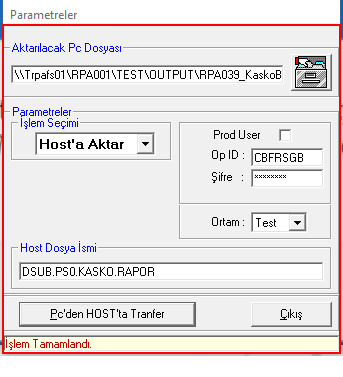 Parametreler
Aktarılacak Pc Dosyası
\\Trpafs01\RPA001\TEST\OUTPUT\RPA039_KaskoB
Parametreler
İşlem Seçimi
Host'a Aktar
Prod User
Op ID : CBFRSGB
Şifre : ********
Ortam : Test
Host Dosya İsmi
DSUB.PS0.KASKO.RAPOR
Pc'den HOST'ta Tranfer
Çıkış
İşlem Tamamlandı.